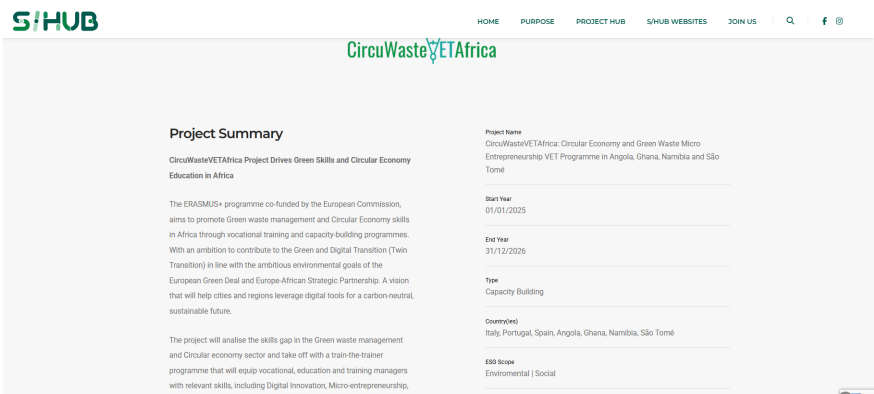 S/HUB
HOME
PURPOSE
PROJECT HUB
S/HUB WEBSITES
JOIN US
CircuWasteVETAfrica
Project Summary
CircuWasteVETAfrica Project Drives Green Skills and Circular Economy
Education in Africa
The ERASMUS+ programme co-funded by the European Commission,
aims to promote Green waste management and Circular Economy skills
in Africa through vocational training and capacity-building programmes.
With an ambition to contribute to the Green and Digital Transition (Twin
Transition) in line with the ambitious environmental goals of the
European Green Deal and Europe-African Strategic Partnership. A vision
that will help cities and regions leverage digital tools for a carbon-neutral,
sustainable future.
The project will analise the skills gap in the Green waste management
and Circular economy sector and take off with a train-the-trainer
programme that will equip vocational, education and training managers
with relevant skills, including Digital Innovation, Micro-entrepreneurship,
Project Name
CircuWasteVETAfrica: Circular Economy and Green Waste Micro
Entrepreneurship VET Programme in Angola, Ghana, Namíbia and São
Tomé
Start Year
01/01/2025
End Year
31/12/2026
Type
Capacity Building
Country(ies)
Italy, Portugal, Spain, Angola, Ghana, Namibia, São Tomé
ESG Scope
Enviromental | Social